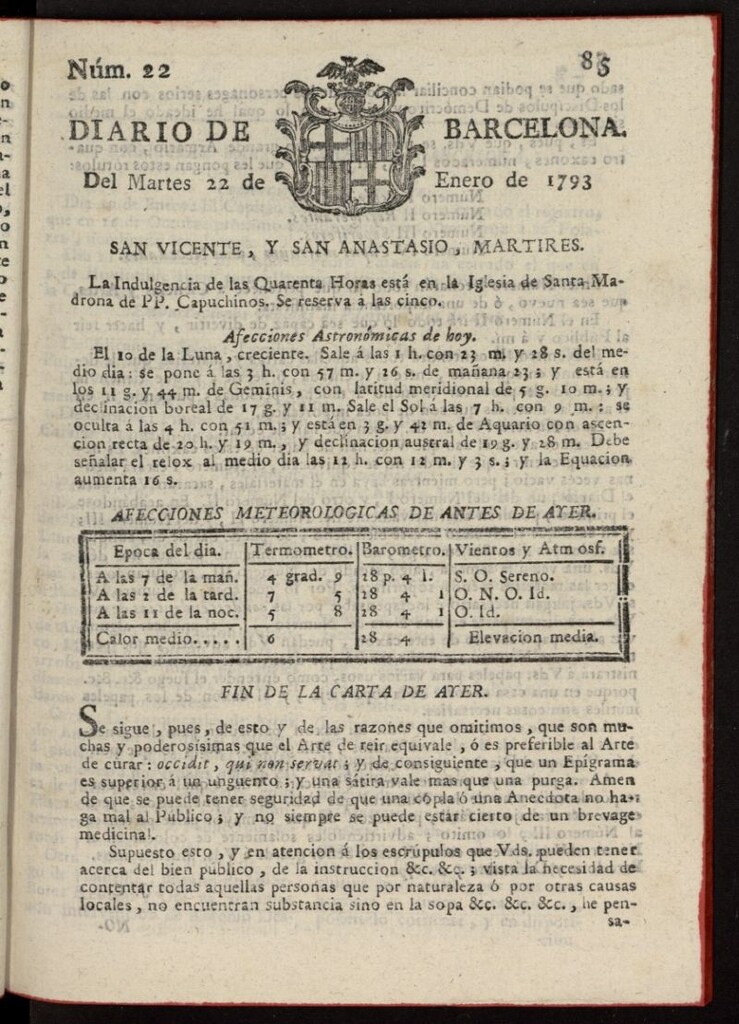 Núm. 22
85
DIARIO DE BARCELONA.
Del Martes 22 de Enero de 1793
SAN VICENTE, Y SAN ANASTASIO, MARTIRES.
La Indulgencia de las Quarenta Horas está en la Iglesia de Santa Ma-
drona de PP. Capuchinos. Se reserva á las cinco.
Afecciones Astronómicas de hoy.
El 10 de la Luna, creciente. Sale á las 1 h. con 23 m. y 28 s. del me-
dio dia: se pone á las 3 h. con 57 m. y 26 s. de mañana 23; y está en
los 11 g. y 44 m. de Geminis, con latitud meridional de 5 g. 10 m.; y
declinacion boreal de 17 g. y 11 m. Sale el Sol á las 7 h. con 9 m.: se
oculta á las 4 h. con 51 m.; y está en 3 g. y 42 m. de Aquario con ascen-
cion recta de 20 h. y 19 m., y declinacion austral de 19 g. y 28 m. Debe
señalar el relox al medio dia las 12 h. con 12 m. y 3 s.; y la Equacion
aumenta 16 s.
AFECCIONES METEOROLOGICAS DE ANTES DE AYER.
Epoca del dia. Termometro. Barometro. Vientos y Atmosf.
A las 7 de la mañ. 4 grad. 9 28 p. 4 l. S. O. Sereno.
A las 2 de la tard. 7 5 28 4 1 O. N. O. Id.
A las 11 de la noc. 5 8 28 4 1 O. Id.
Calor medio..... 6 28 4 Elevacion media.
FIN DE LA CARTA DE AYER.
Se sigue, pues, de esto y de las razones que omitimos, que son mu-
chas y poderosisimas que el Arte de reir equivale, ó es preferible al Arte
de curar: occidit, qui non servat; y de consiguiente, que un Epígrama
es superior á un unguento; y una sátira vale mas que una purga. Amen
de que se puede tener seguridad de que una copla ó una Anecdota no ha-
ga mal al Publico; y no siempre se puede estár cierto de un brevage
medicinal.
Supuesto esto, y en atencion á los escrúpulos que Vds. pueden tener
acerca del bien publico, de la instruccion &c. &c.; vista la necesidad de
contentar todas aquellas personas que por naturaleza ó por otras causas
locales, no encuentran substancia sino en la sopa &c. &c. &c., he pen-
sa-